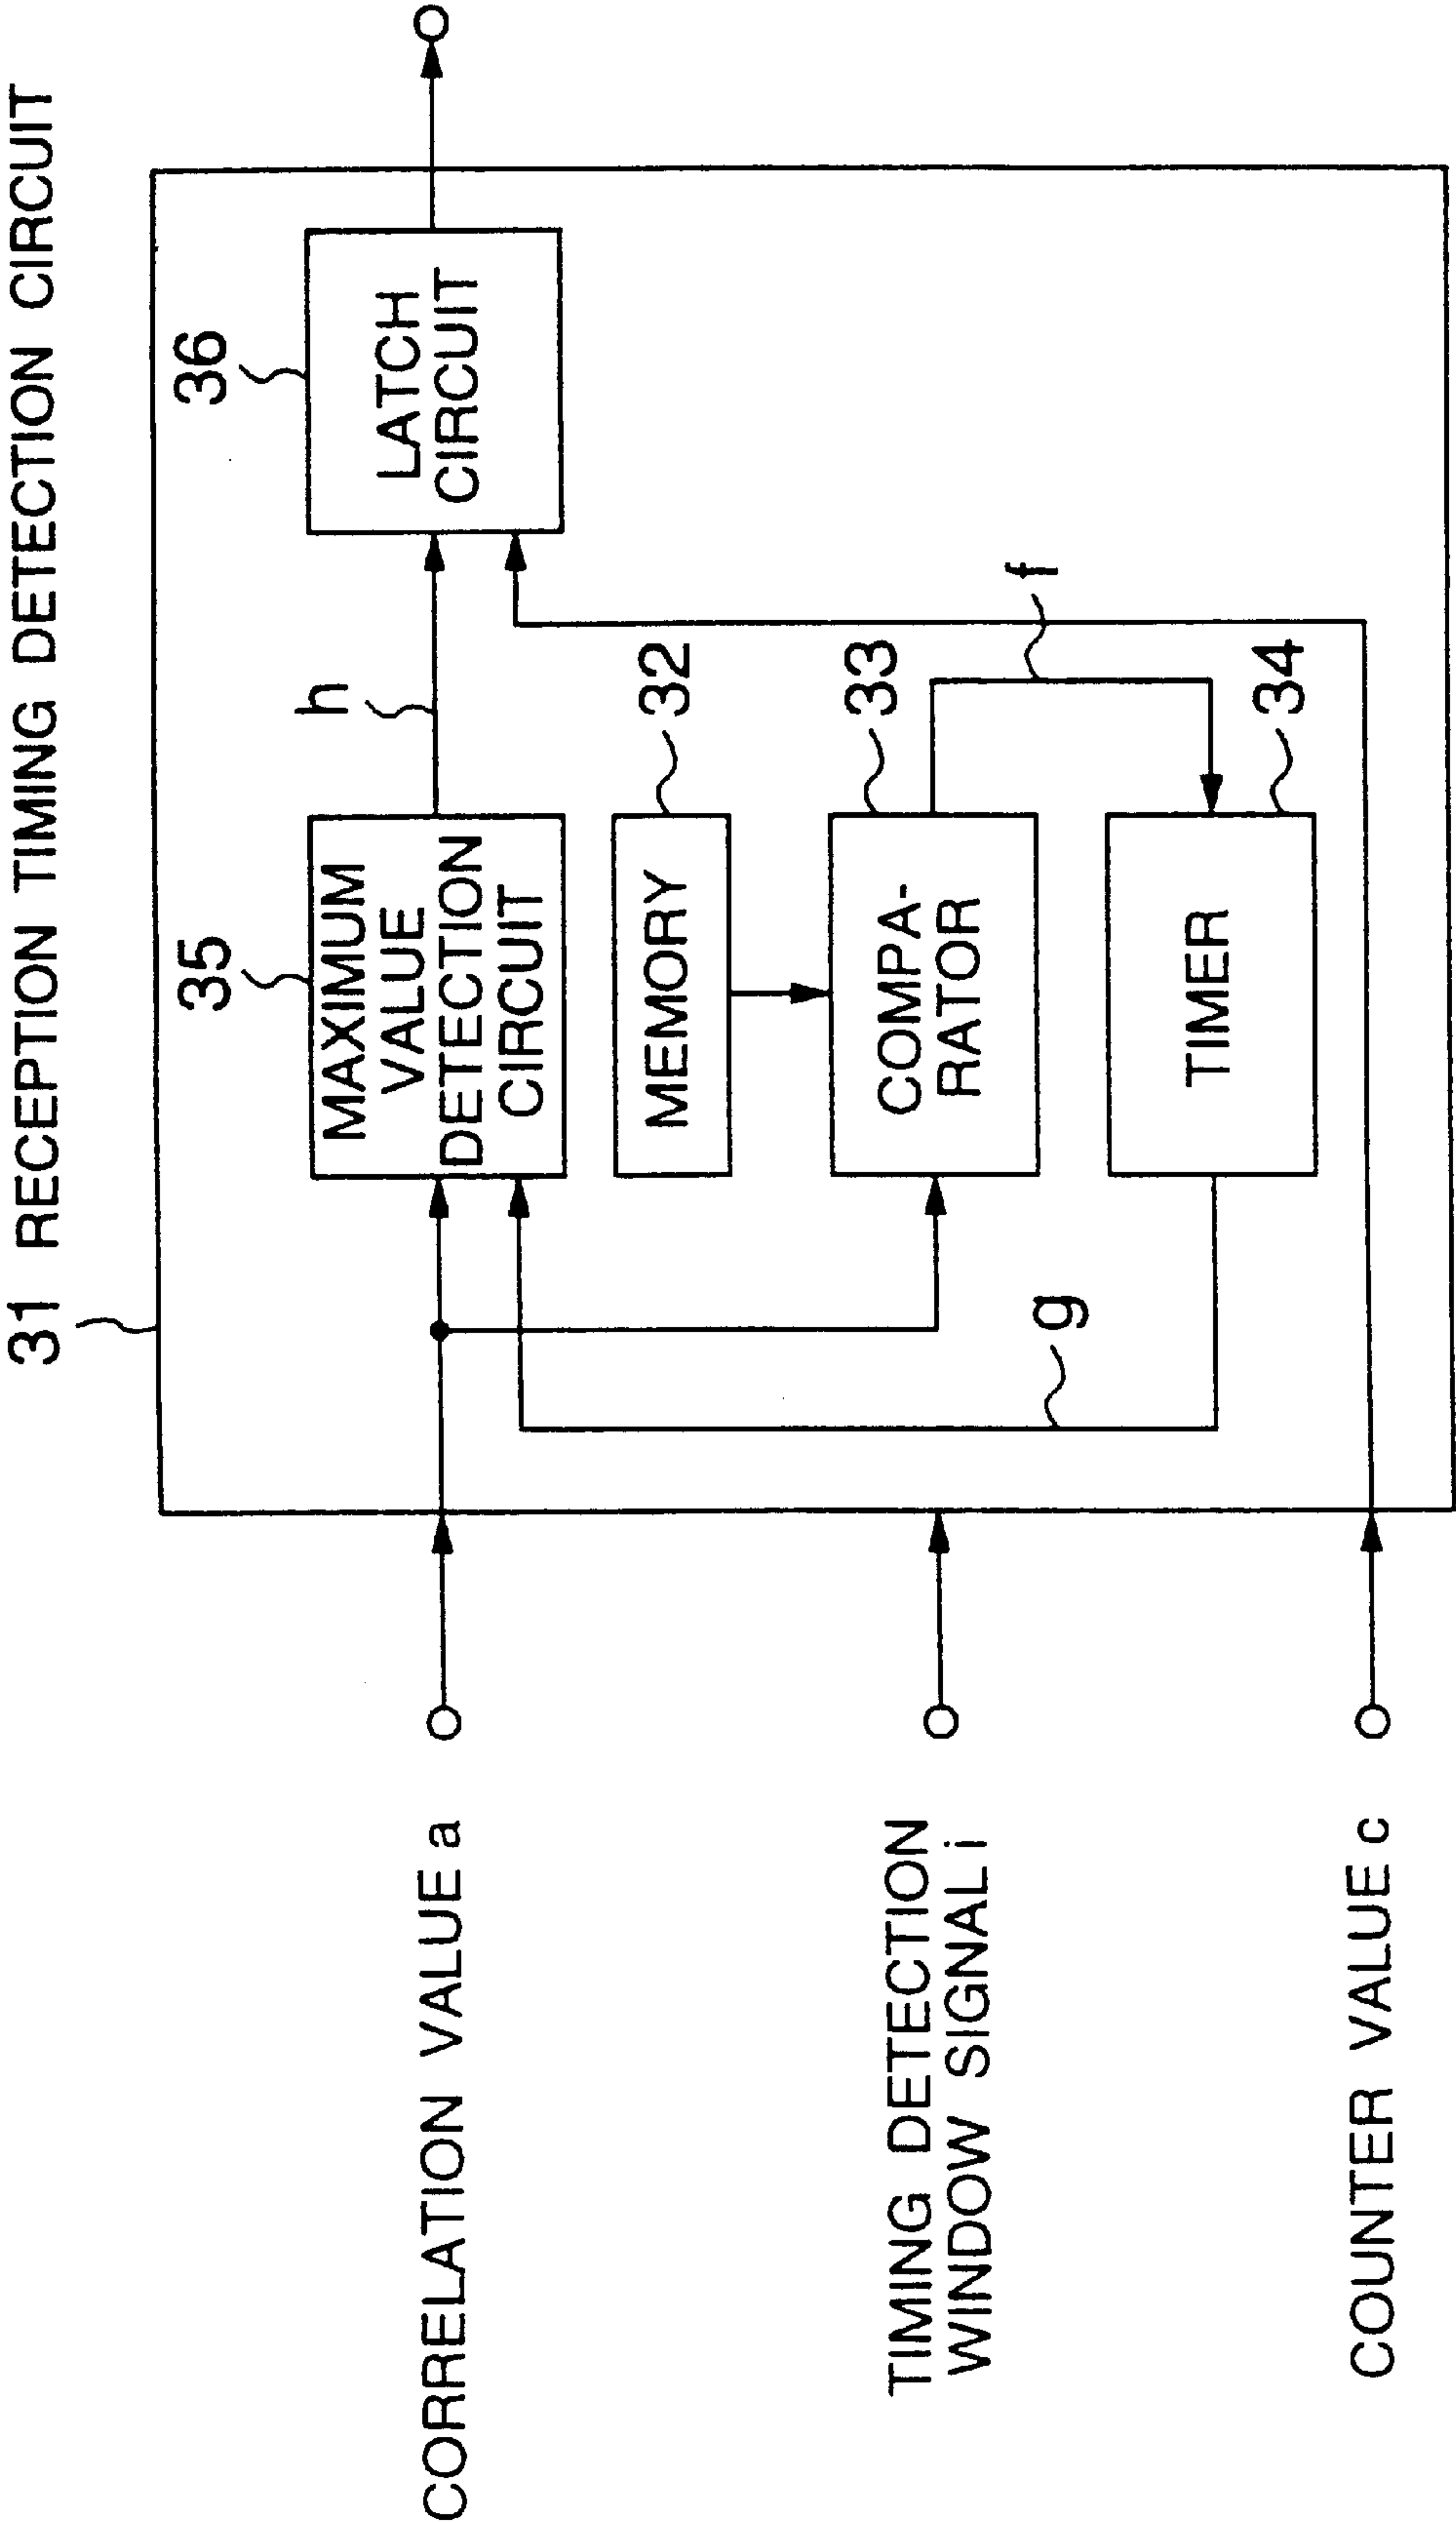 31 RECEPTION TIMING DETECTION CIRCUIT
35
36
MAXIMUM
VALUE
DETECTION
CIRCUIT
h
LATCH
CIRCUIT
32
MEMORY
33
COMPA-
RATOR
f
34
TIMER
g
CORRELATION VALUE a
TIMING DETECTION
WINDOW SIGNAL i
COUNTER VALUE c